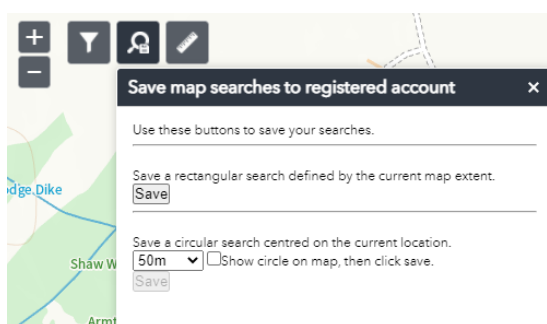 +
−
Save map searches to registered account ×
Use these buttons to save your searches.
Save a rectangular search defined by the current map extent.
Save
Save a circular search centred on the current location.
50m Show circle on map, then click save.
Save
dge Dike
Shaw W
Armt